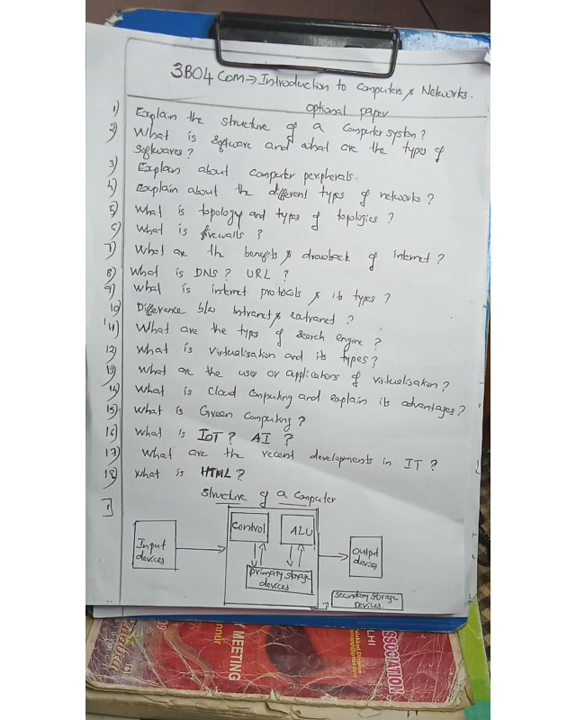 3BO4 Com → Introduction to Computers & Networks.
optional paper
1) Explain the structure of a Computer system?
2) What is Software and what are the types of
Softwares?
3) Explain about computer peripherals.
4) Explain about the different types of networks?
5) What is topology and types of topologies?
6) What is firewalls?
7) What are the benefits & drawback of internet?
8) What is DNS? URL?
9) What is internet protocols & its types?
10) Difference b/w Intranet & extranet?
11) What are the types of Search engine?
12) What is Virtualisation and its types?
13) What are the uses or applications of virtualisation?
14) What is Cloud Computing and explain its advantages?
15) What is Green Computing?
16) What is IoT? AI?
17) What are the recent developments in IT?
18) What is HTML?
Structure of a Computer
1
Control
ALU
Input
devices
Output
devices
primary storage
devices
Secondary storage
Devices
MEETING
ASSOCIATION